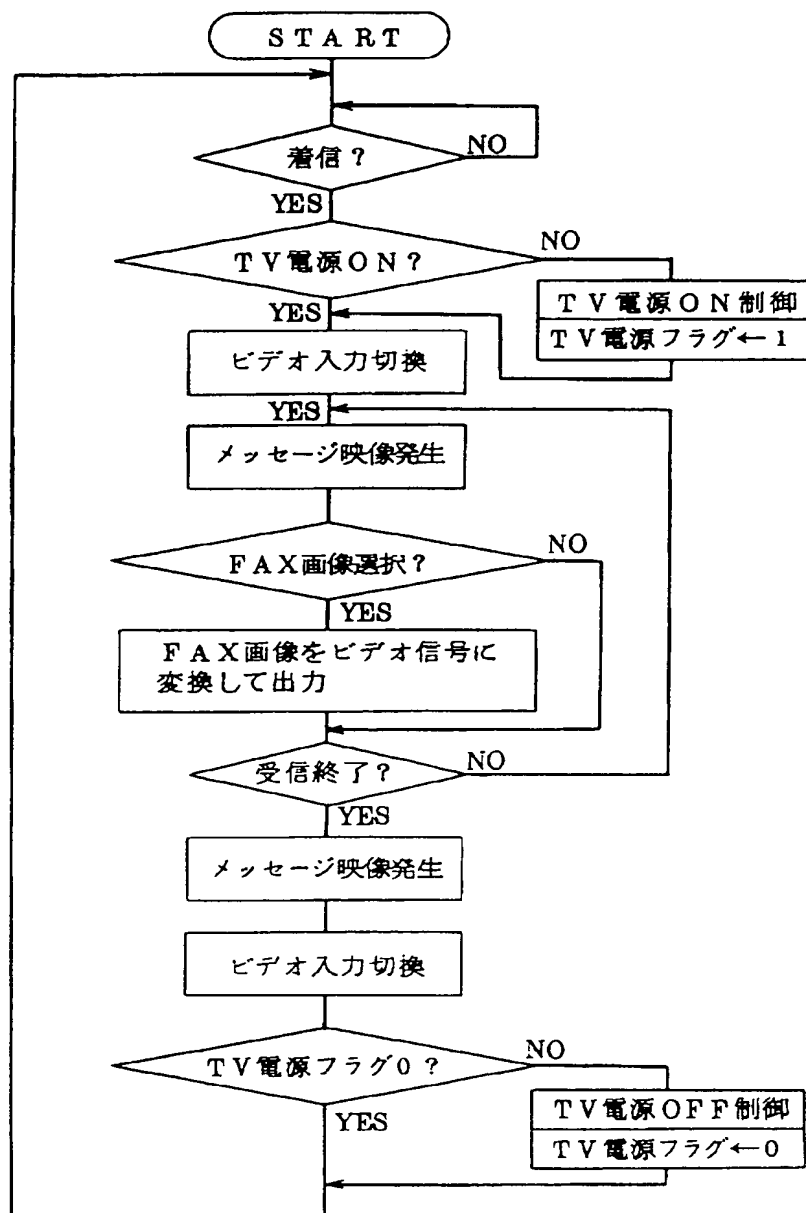 START
着信?
NO
YES
TV電源ON?
NO
TV電源ON制御
TV電源フラグ←1
YES
ビデオ入力切換
YES
メッセージ映像発生
FAX画像選択?
NO
YES
FAX画像をビデオ信号に
変換して出力
受信終了?
NO
YES
メッセージ映像発生
ビデオ入力切換
TV電源フラグ0?
NO
TV電源OFF制御
TV電源フラグ←0
YES